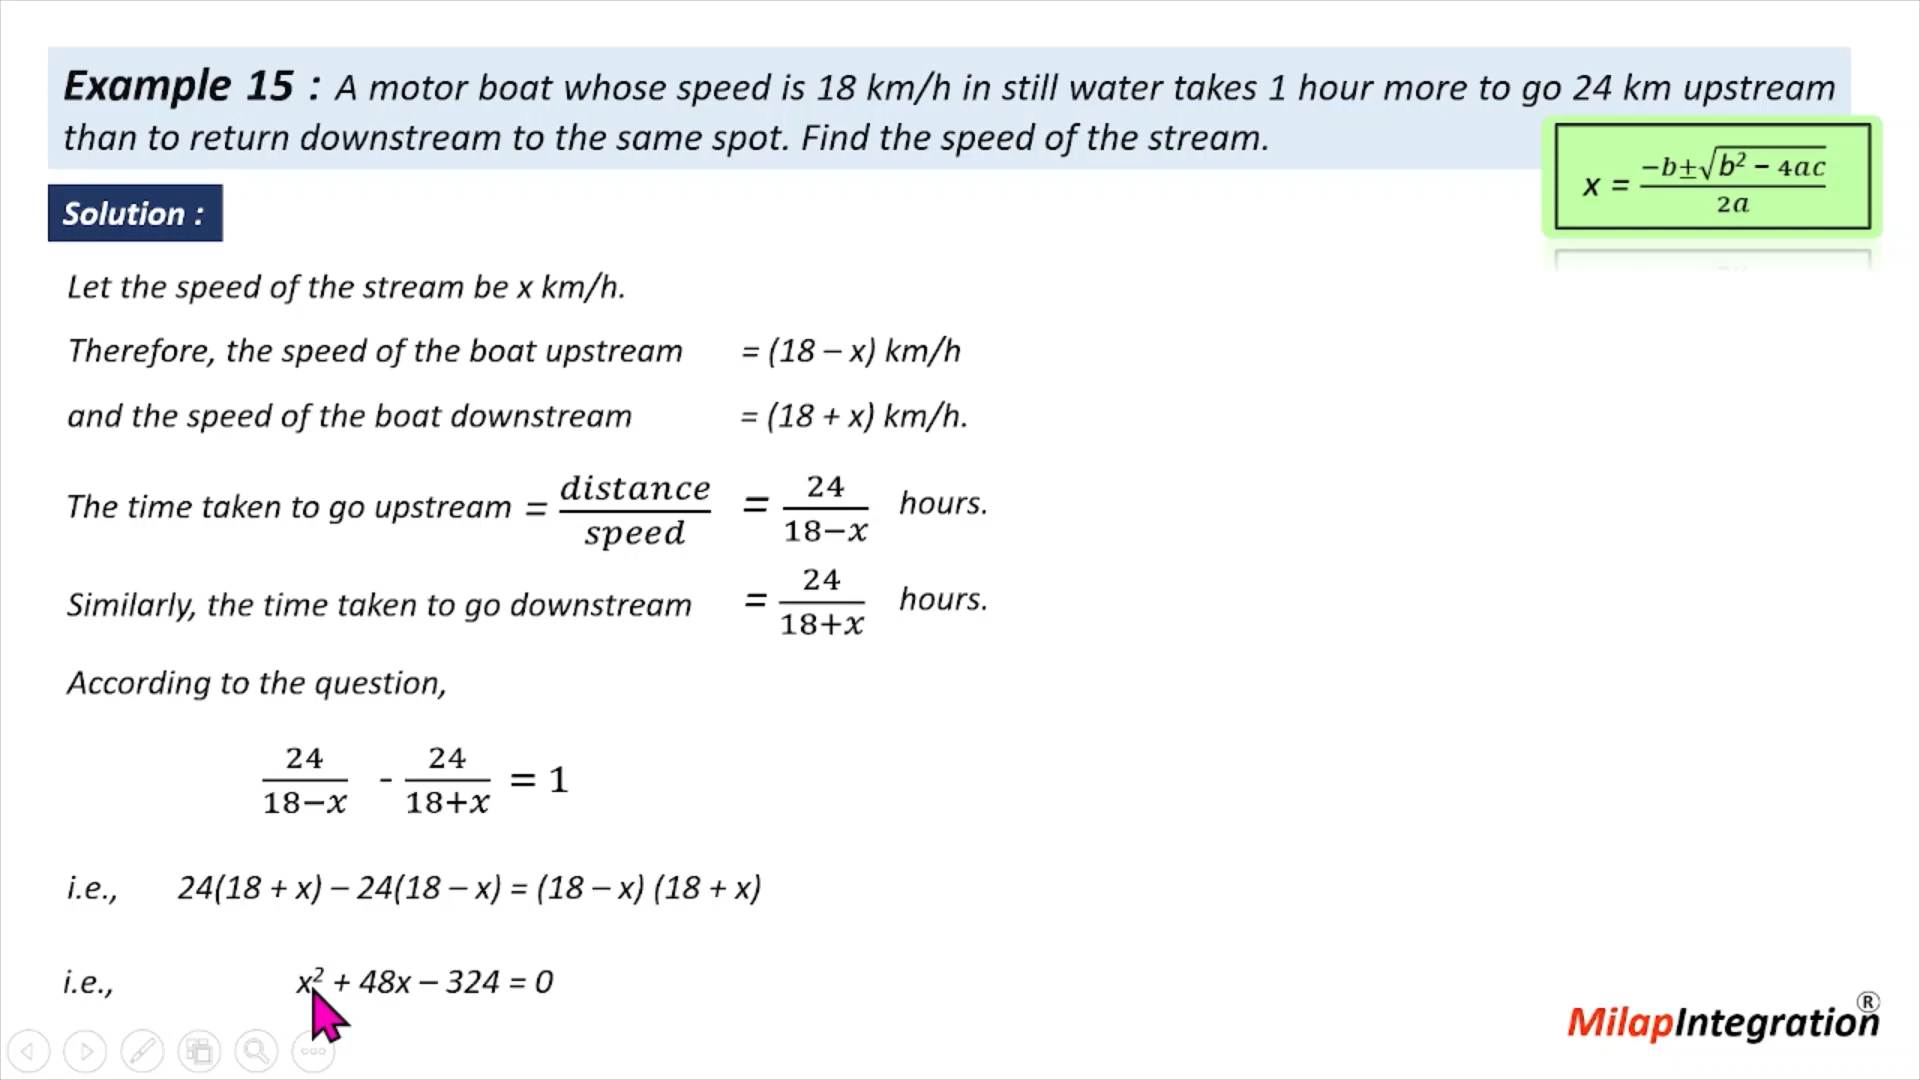 Example 15 : A motor boat whose speed is 18 km/h in still water takes 1 hour more to go 24 km upstream
than to return downstream to the same spot. Find the speed of the stream.
x = (−b±√(b² − 4ac))/(2a)
Solution :
Let the speed of the stream be x km/h.
Therefore, the speed of the boat upstream = (18 – x) km/h
and the speed of the boat downstream = (18 + x) km/h.
The time taken to go upstream = distance/speed = 24/(18−x) hours.
Similarly, the time taken to go downstream = 24/(18+x) hours.
According to the question,
24/(18−x) - 24/(18+x) = 1
i.e., 24(18 + x) – 24(18 – x) = (18 – x) (18 + x)
i.e., x² + 48x – 324 = 0
MilapIntegration®